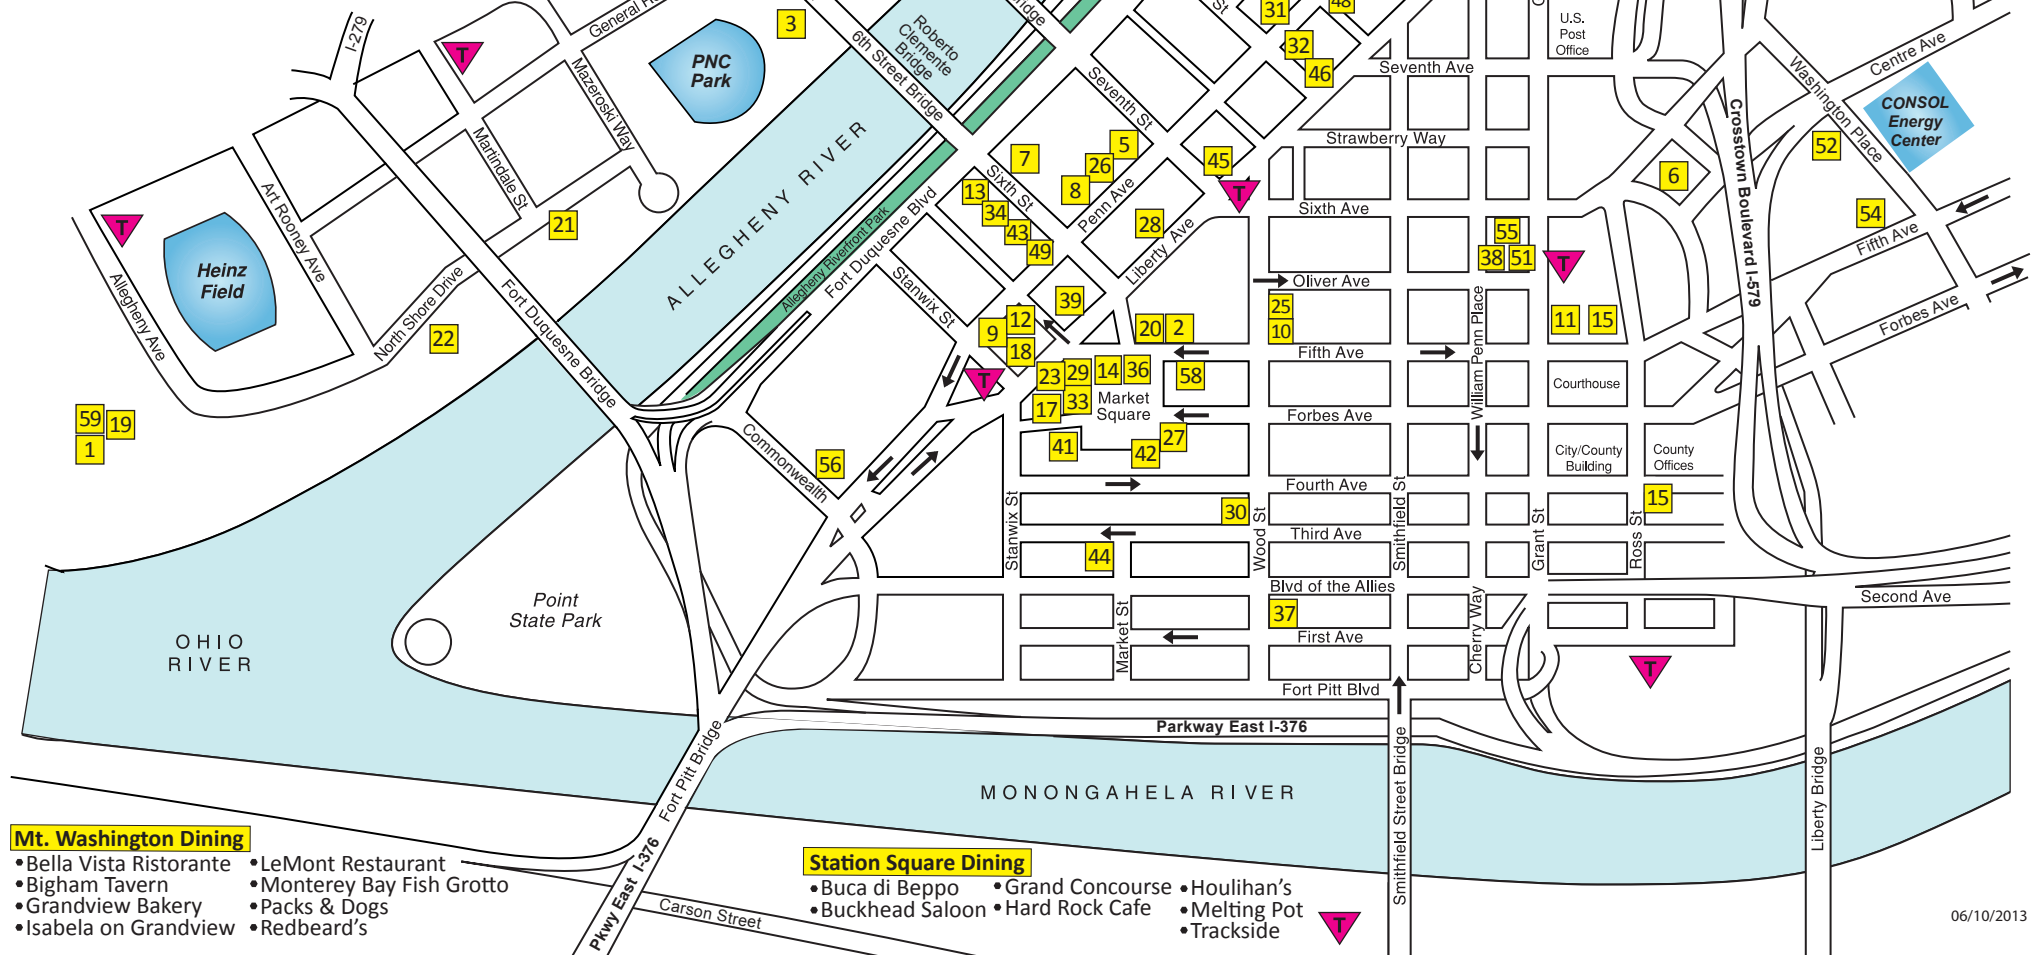 I-279
General R
3
PNC
Park
Roberto
Clemente
Bridge
6th Street Bridge
ridge
St
31
48
32
46
U.S.
Post
Office
Seventh Ave
Centre Ave
Washington Place
CONSOL
Energy
Center
Crosstown Boulevard I-579
52
T
Mazeroski Way
Martindale St
Seventh St
Strawberry Way
5
7
26
8
45
T
6
Art Rooney Ave
T
Heinz
Field
Allegheny Ave
21
ALLEGHENY RIVER
Allegheny Riverfront Park
Fort Duquesne Blvd
Sixth St
13
34
43
49
Penn Ave
28
Liberty Ave
Sixth Ave
55
38
51
T
54
Fifth Ave
Forbes Ave
North Shore Drive
22
Fort Duquesne Bridge
Stanwix St
39
Oliver Ave
25
10
William Penn Place
11
15
9
12
18
20
2
Fifth Ave
T
23
29
14
36
58
17
33
Market
Square
Courthouse
Forbes Ave
59
19
1
Commonwealth
56
41
42
27
City/County
Building
County
Offices
Fourth Ave
15
Stanwix St
30
Wood St
Third Ave
Smithfield St
Grant St
Ross St
44
Blvd of the Allies
Second Ave
Point
State Park
OHIO
RIVER
37
Market St
First Ave
Cherry Way
T
Fort Pitt Blvd
Parkway East I-376
Fort Pitt Bridge
MONONGAHELA RIVER
Smithfield Street Bridge
Liberty Bridge
Pkwy East I-376
Carson Street
Mt. Washington Dining
•Bella Vista Ristorante
•Bigham Tavern
•Grandview Bakery
•Isabela on Grandview
•LeMont Restaurant
•Monterey Bay Fish Grotto
•Packs & Dogs
•Redbeard's
Station Square Dining
•Buca di Beppo
•Buckhead Saloon
•Grand Concourse
•Hard Rock Cafe
•Houlihan's
•Melting Pot
•Trackside
T
06/10/2013